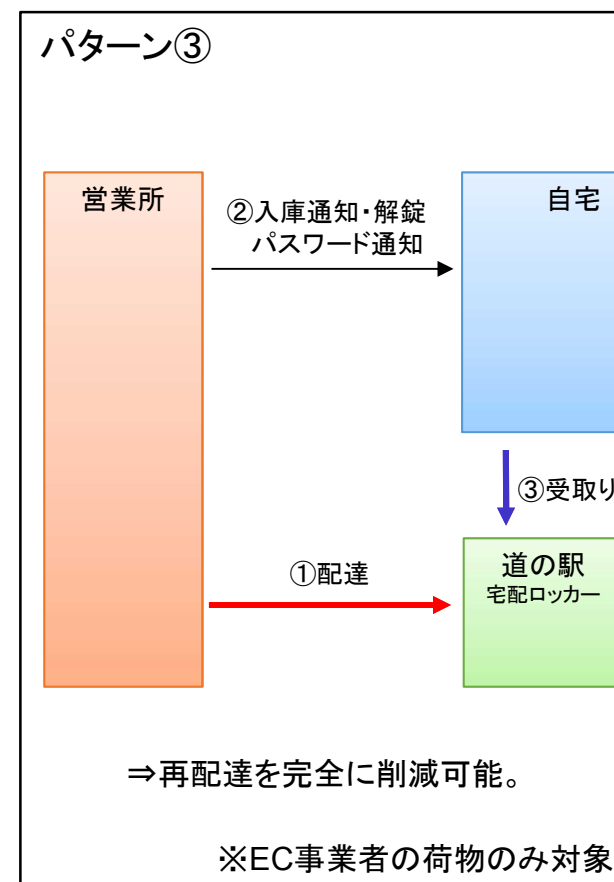 パターン③
営業所
②入庫通知・解錠
パスワード通知
自宅
③受取り
①配達
道の駅
宅配ロッカー
⇒再配達を完全に削減可能。
※EC事業者の荷物のみ対象